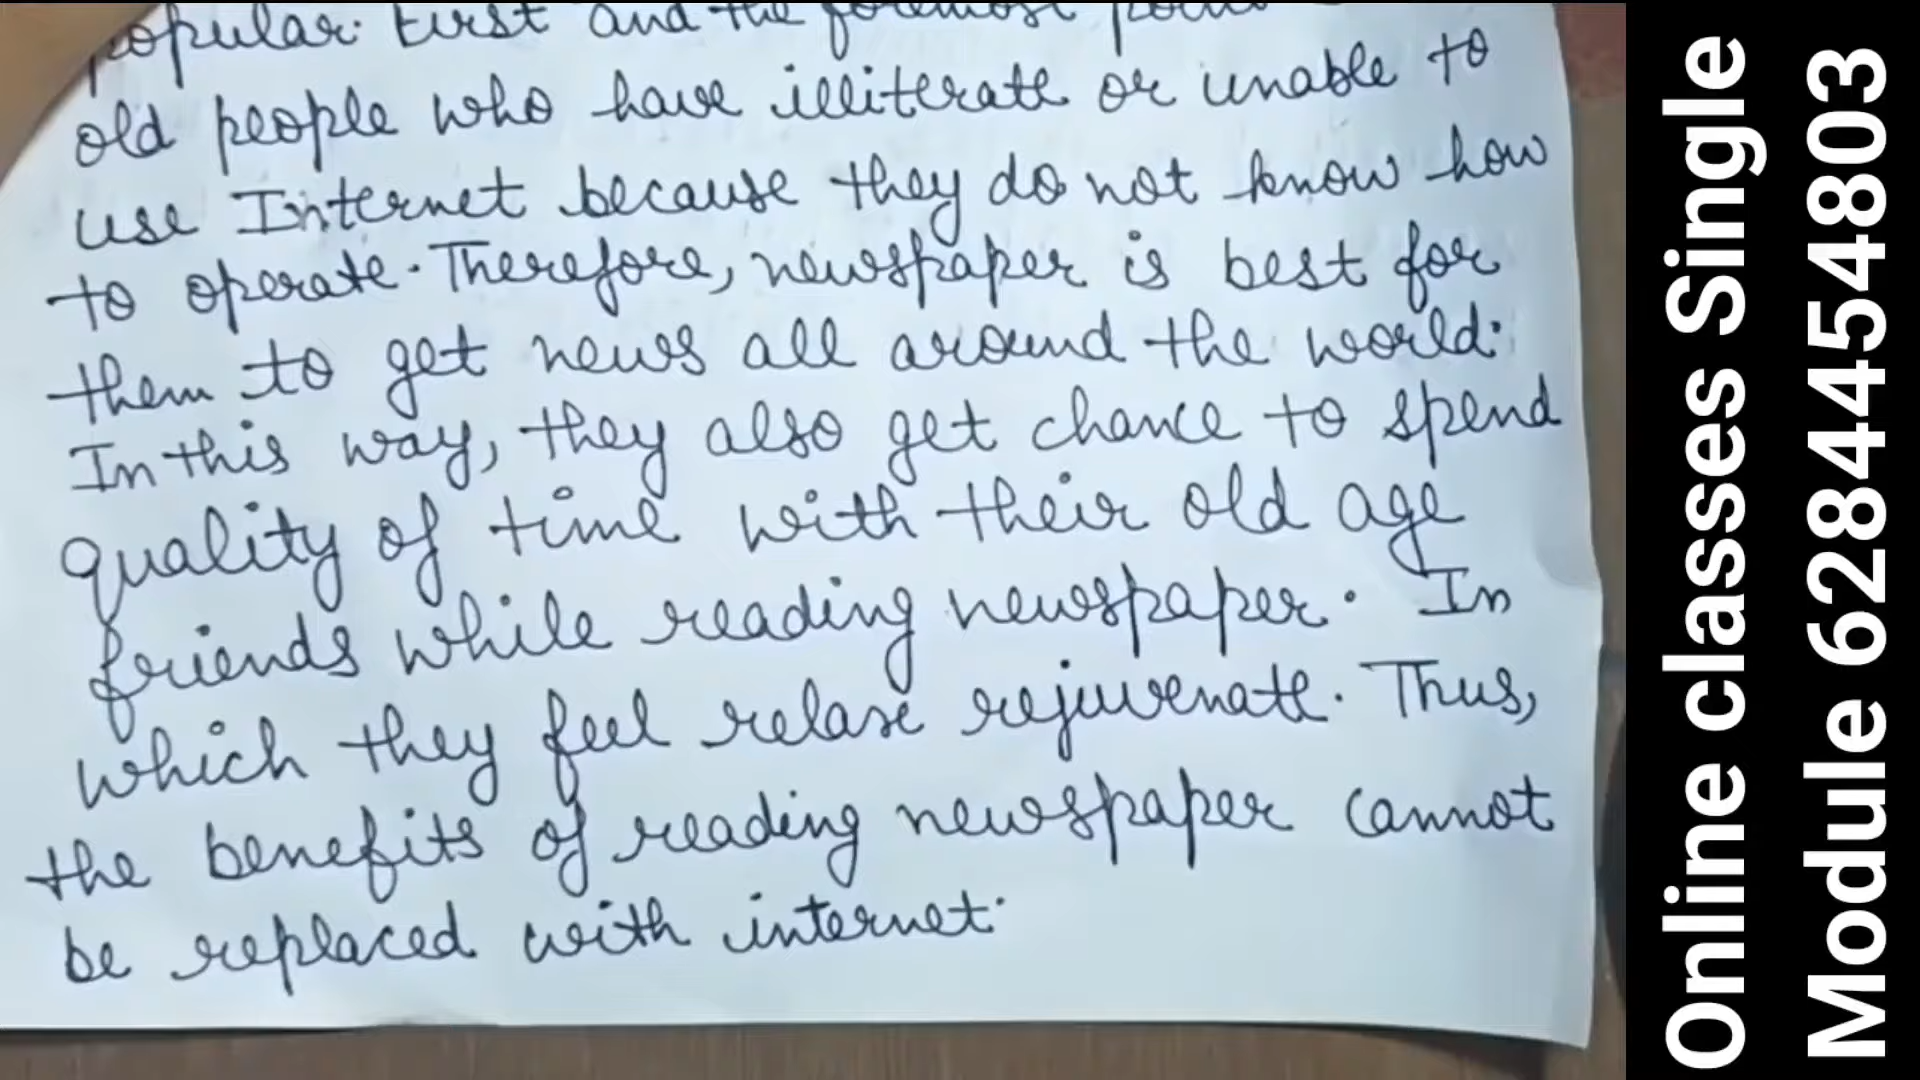 popular. First and the foremost point
old people who have illiterate or unable to
use Internet because they do not know how
to operate. Therefore, newspaper is best for
them to get news all around the world.
In this way, they also get chance to spend
quality of time with their old age
friends while reading newspaper. In
which they feel relax rejuvenate. Thus,
the benefits of reading newspaper cannot
be replaced with internet.
Online classes Single
Module 6284454803